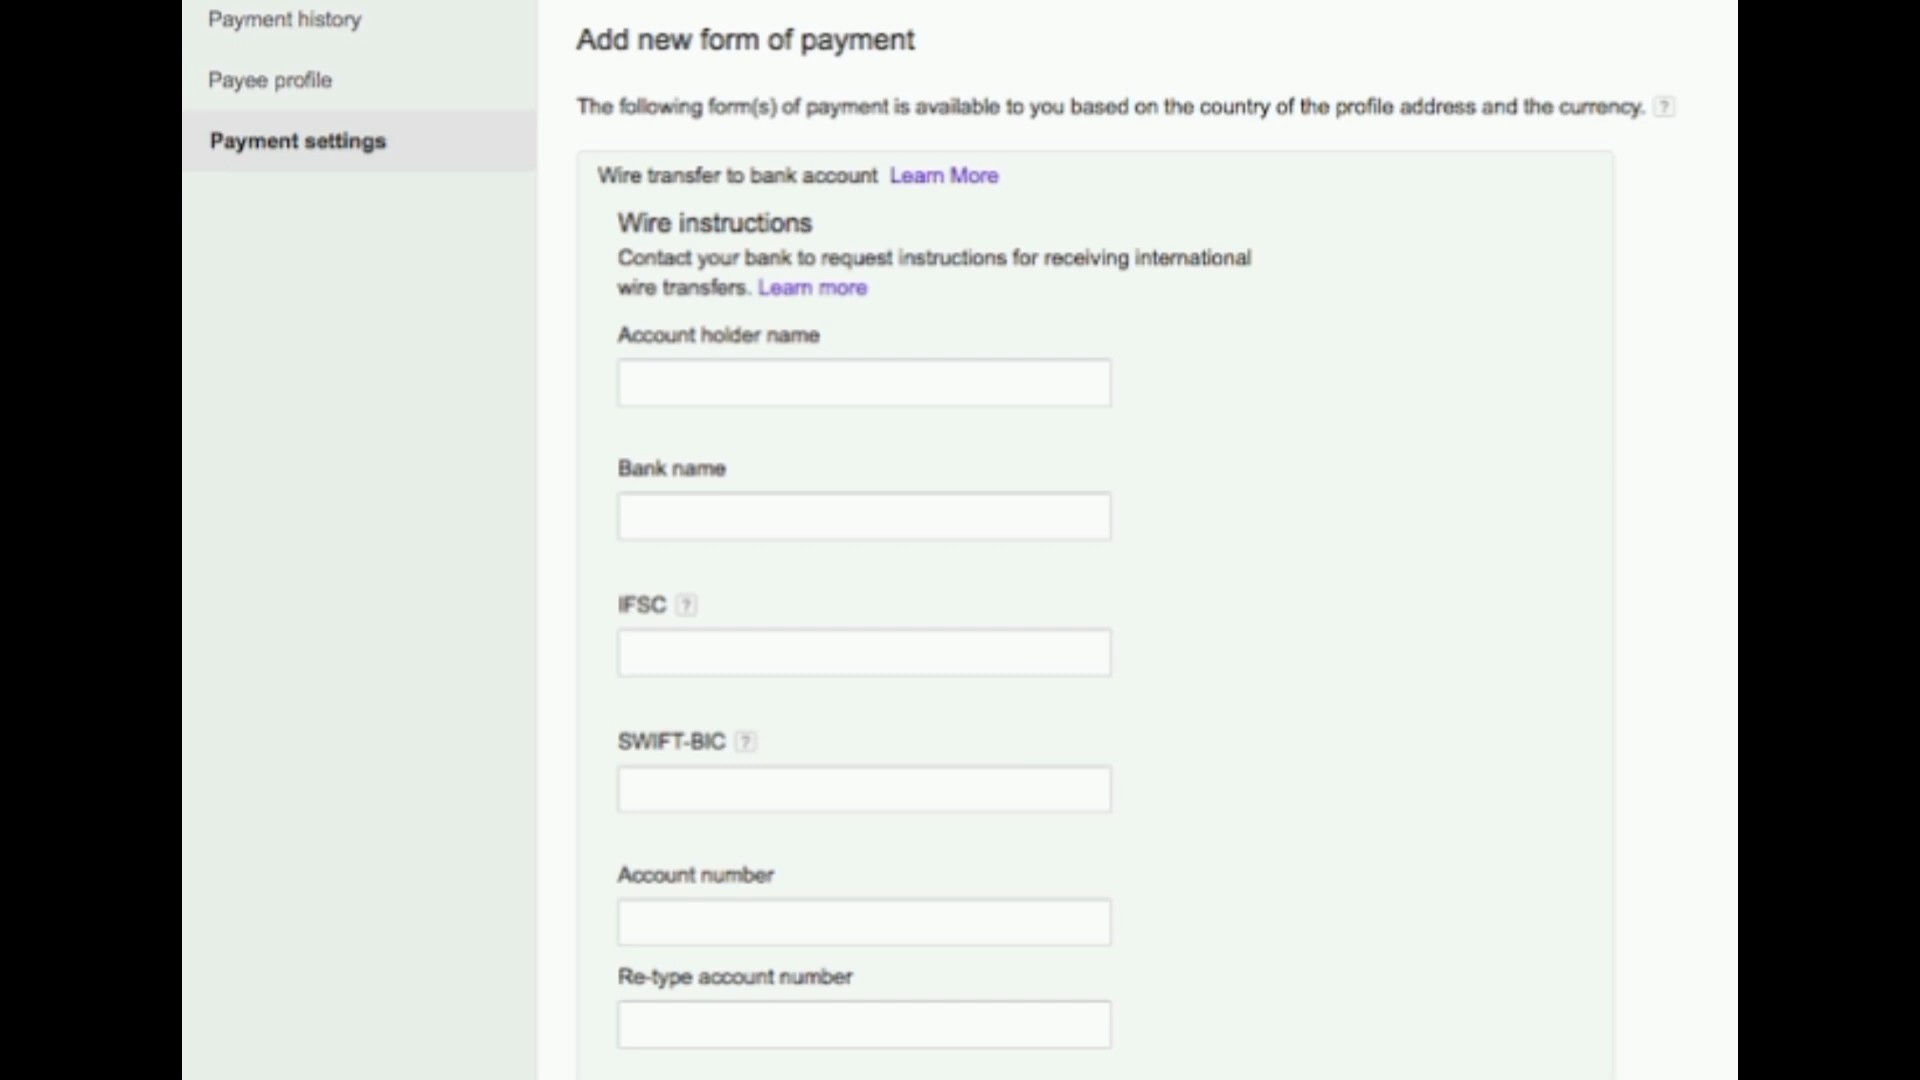 Payment history
Payee profile
Payment settings
Add new form of payment
The following form(s) of payment is available to you based on the country of the profile address and the currency. ?
Wire transfer to bank account Learn More
Wire instructions
Contact your bank to request instructions for receiving international
wire transfers. Learn more
Account holder name
Bank name
IFSC ?
SWIFT-BIC ?
Account number
Re-type account number